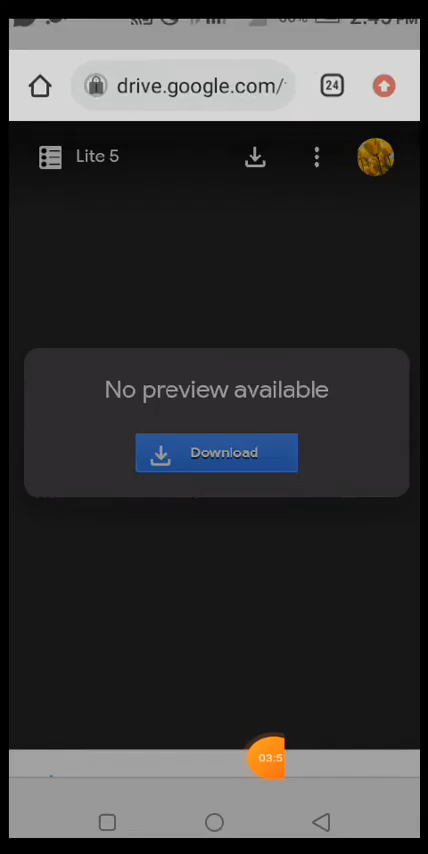 2:45 PM
24
drive.google.com/
Lite 5
No preview available
Download
03:5